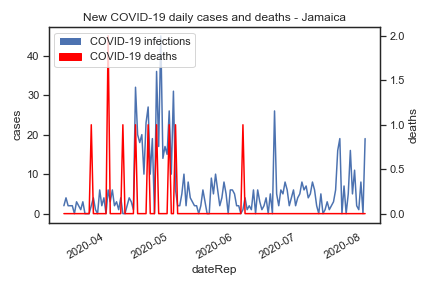 New COVID-19 daily cases and deaths - Jamaica
COVID-19 infections
COVID-19 deaths
40
30
20
10
0
cases
2.0
1.5
1.0
0.5
0.0
deaths
2020-04
2020-05
2020-06
2020-07
2020-08
dateRep